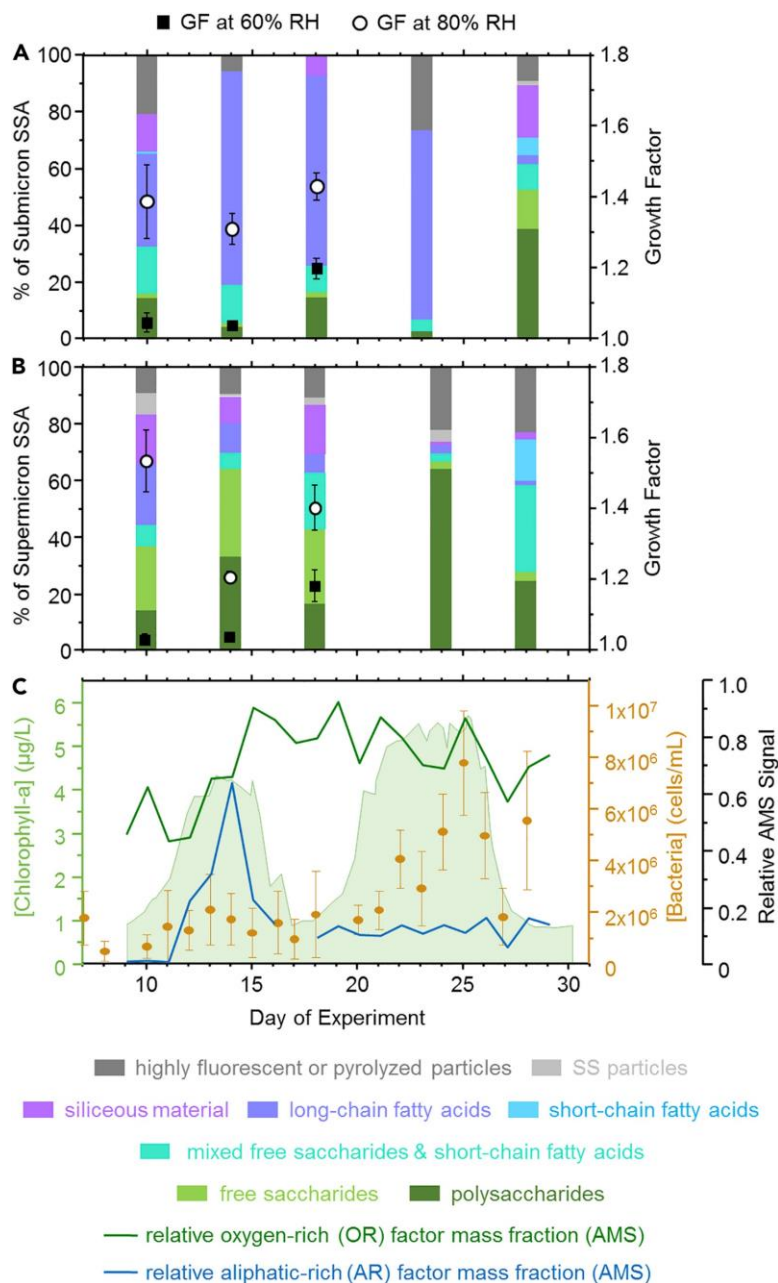 GF at 60% RH GF at 80% RH
A
100
80
60
40
20
0
% of Submicron SSA
1.8
1.6
1.4
1.2
1.0
Growth Factor
B
100
80
60
40
20
0
% of Supermicron SSA
1.8
1.6
1.4
1.2
1.0
Growth Factor
C
6
5
4
3
2
1
0
[Chlorophyll-a] (µg/L)
1x10⁷
8x10⁶
6x10⁶
4x10⁶
2x10⁶
0
[Bacteria] (cells/mL)
1.0
0.8
0.6
0.4
0.2
0
Relative AMS Signal
10 15 20 25 30
Day of Experiment
highly fluorescent or pyrolyzed particles SS particles
siliceous material long-chain fatty acids short-chain fatty acids
mixed free saccharides & short-chain fatty acids
free saccharides polysaccharides
relative oxygen-rich (OR) factor mass fraction (AMS)
relative aliphatic-rich (AR) factor mass fraction (AMS)